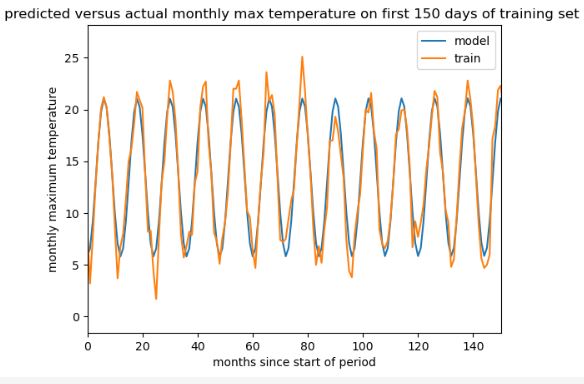 predicted versus actual monthly max temperature on first 150 days of training set
model
train
25
20
15
10
5
0
monthly maximum temperature
0 20 40 60 80 100 120 140
months since start of period